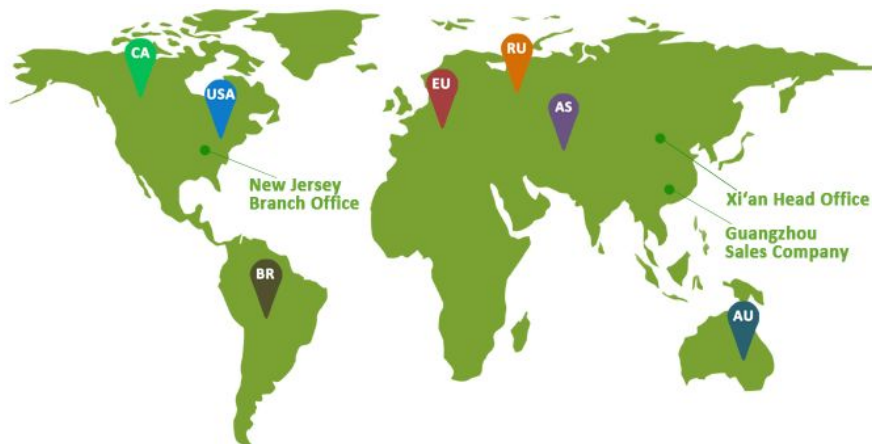 CA
RU
USA
EU
AS
New Jersey
Branch Office
Xi'an Head Office
Guangzhou
Sales Company
BR
AU